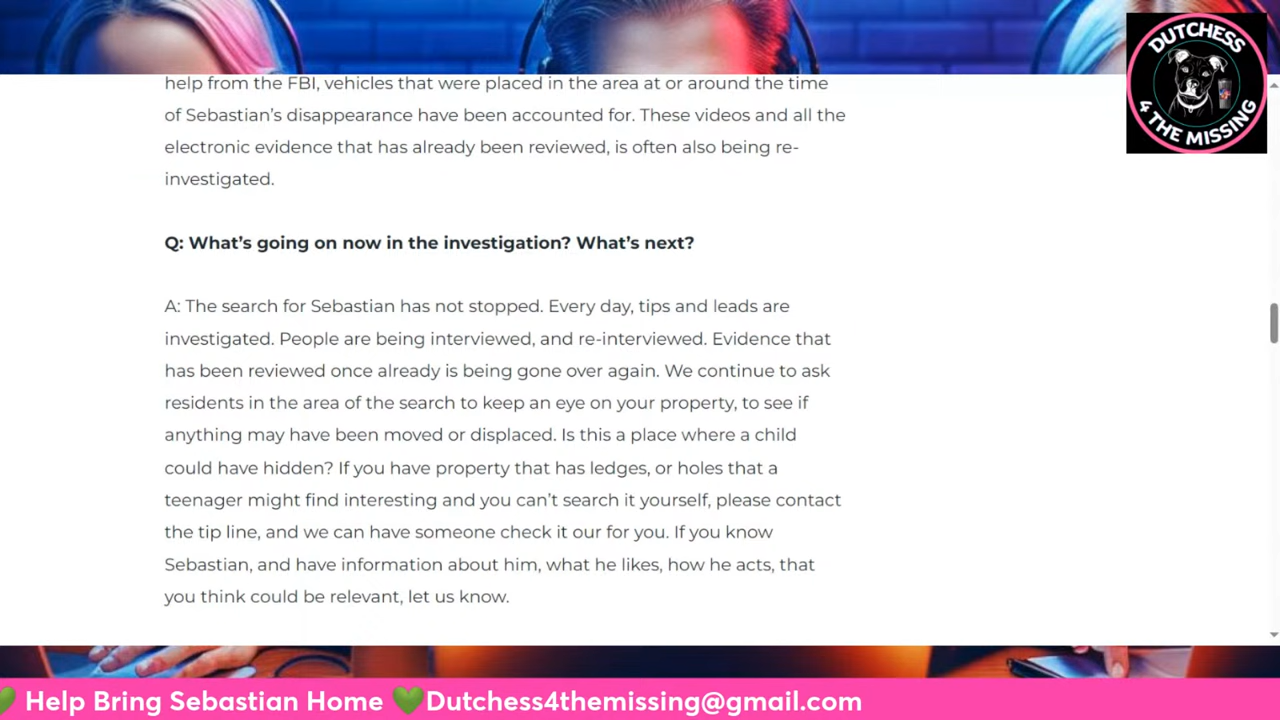 DUTCHESS
4 THE MISSING
help from the FBI, vehicles that were placed in the area at or around the time
of Sebastian’s disappearance have been accounted for. These videos and all the
electronic evidence that has already been reviewed, is often also being re-
investigated.
Q: What’s going on now in the investigation? What’s next?
A: The search for Sebastian has not stopped. Every day, tips and leads are
investigated. People are being interviewed, and re-interviewed. Evidence that
has been reviewed once already is being gone over again. We continue to ask
residents in the area of the search to keep an eye on your property, to see if
anything may have been moved or displaced. Is this a place where a child
could have hidden? If you have property that has ledges, or holes that a
teenager might find interesting and you can’t search it yourself, please contact
the tip line, and we can have someone check it our for you. If you know
Sebastian, and have information about him, what he likes, how he acts, that
you think could be relevant, let us know.
💚 Help Bring Sebastian Home 💚Dutchess4themissing@gmail.com